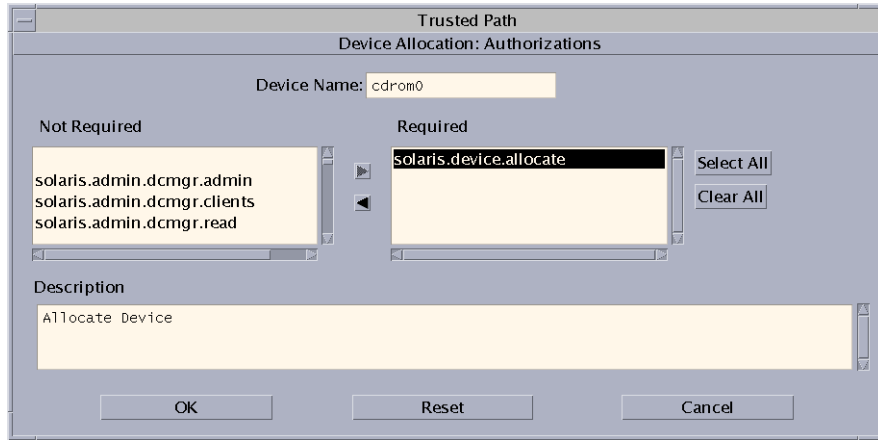 Trusted Path
Device Allocation: Authorizations
Device Name: cdrom0
Not Required
Required
solaris.admin.dcmgr.admin
solaris.admin.dcmgr.clients
solaris.admin.dcmgr.read
solaris.device.allocate
Select All
Clear All
Description
Allocate Device
OK
Reset
Cancel